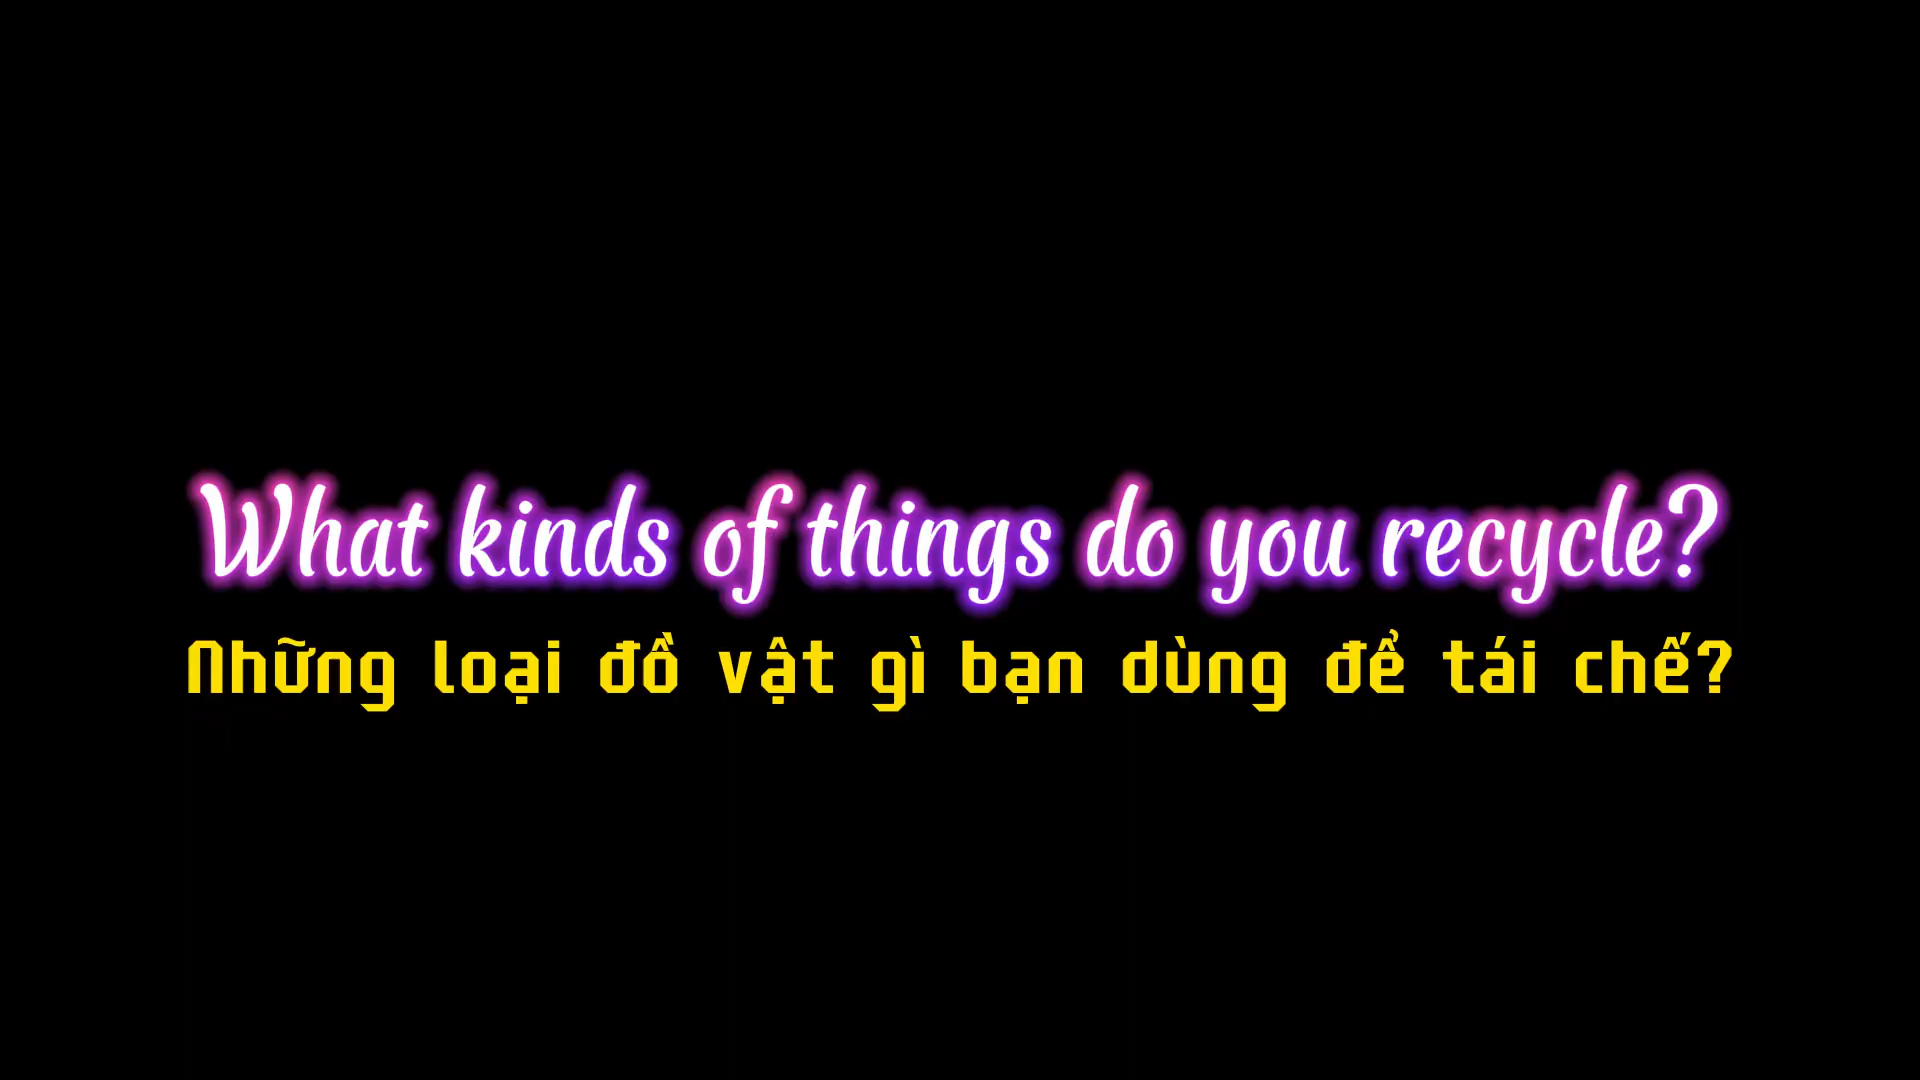 What kinds of things do you recycle?
Những loại đồ vật gì bạn dùng để tái chế?